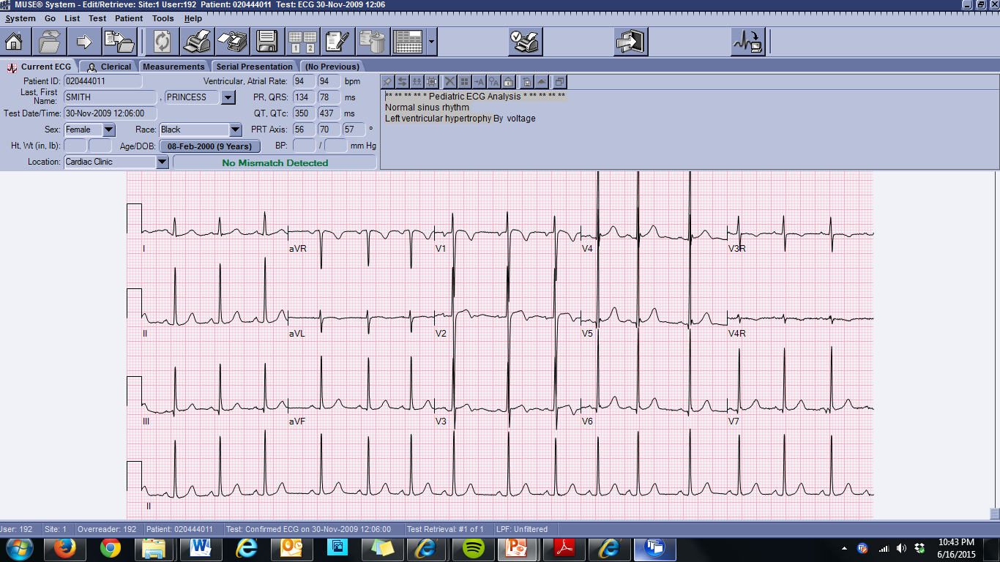 MUSE® System - Edit/Retrieve: Site:1 User:192 Patient: 020444011 Test: ECG 30-Nov-2009 12:06
System Go List Test Patient Tools Help
1 2
Current ECG Clerical Measurements Serial Presentation (No Previous)
Patient ID: 020444011 Ventricular, Atrial Rate: 94 94 bpm
Last, First Name: SMITH , PRINCESS PR, QRS: 134 78 ms
Test Date/Time: 30-Nov-2009 12:06:00 QT, QTc: 350 437 ms
Sex: Female Race: Black PRT Axis: 56 70 57 °
Ht, Wt (in, lb): Age/DOB: 08-Feb-2000 (9 Years) BP: / mm Hg
Location: Cardiac Clinic No Mismatch Detected
** ** ** ** * Pediatric ECG Analysis * ** ** ** **
Normal sinus rhythm
Left ventricular hypertrophy By voltage
I aVR V1 V4 V3R
II aVL V2 V5 V4R
III aVF V3 V6 V7
II
User: 192 Site: 1 Overreader: 192 Patient: 020444011 Test: Confirmed ECG on 30-Nov-2009 12:06:00 Test Retrieval: #1 of 1 LPF: Unfiltered
10:43 PM
6/16/2015